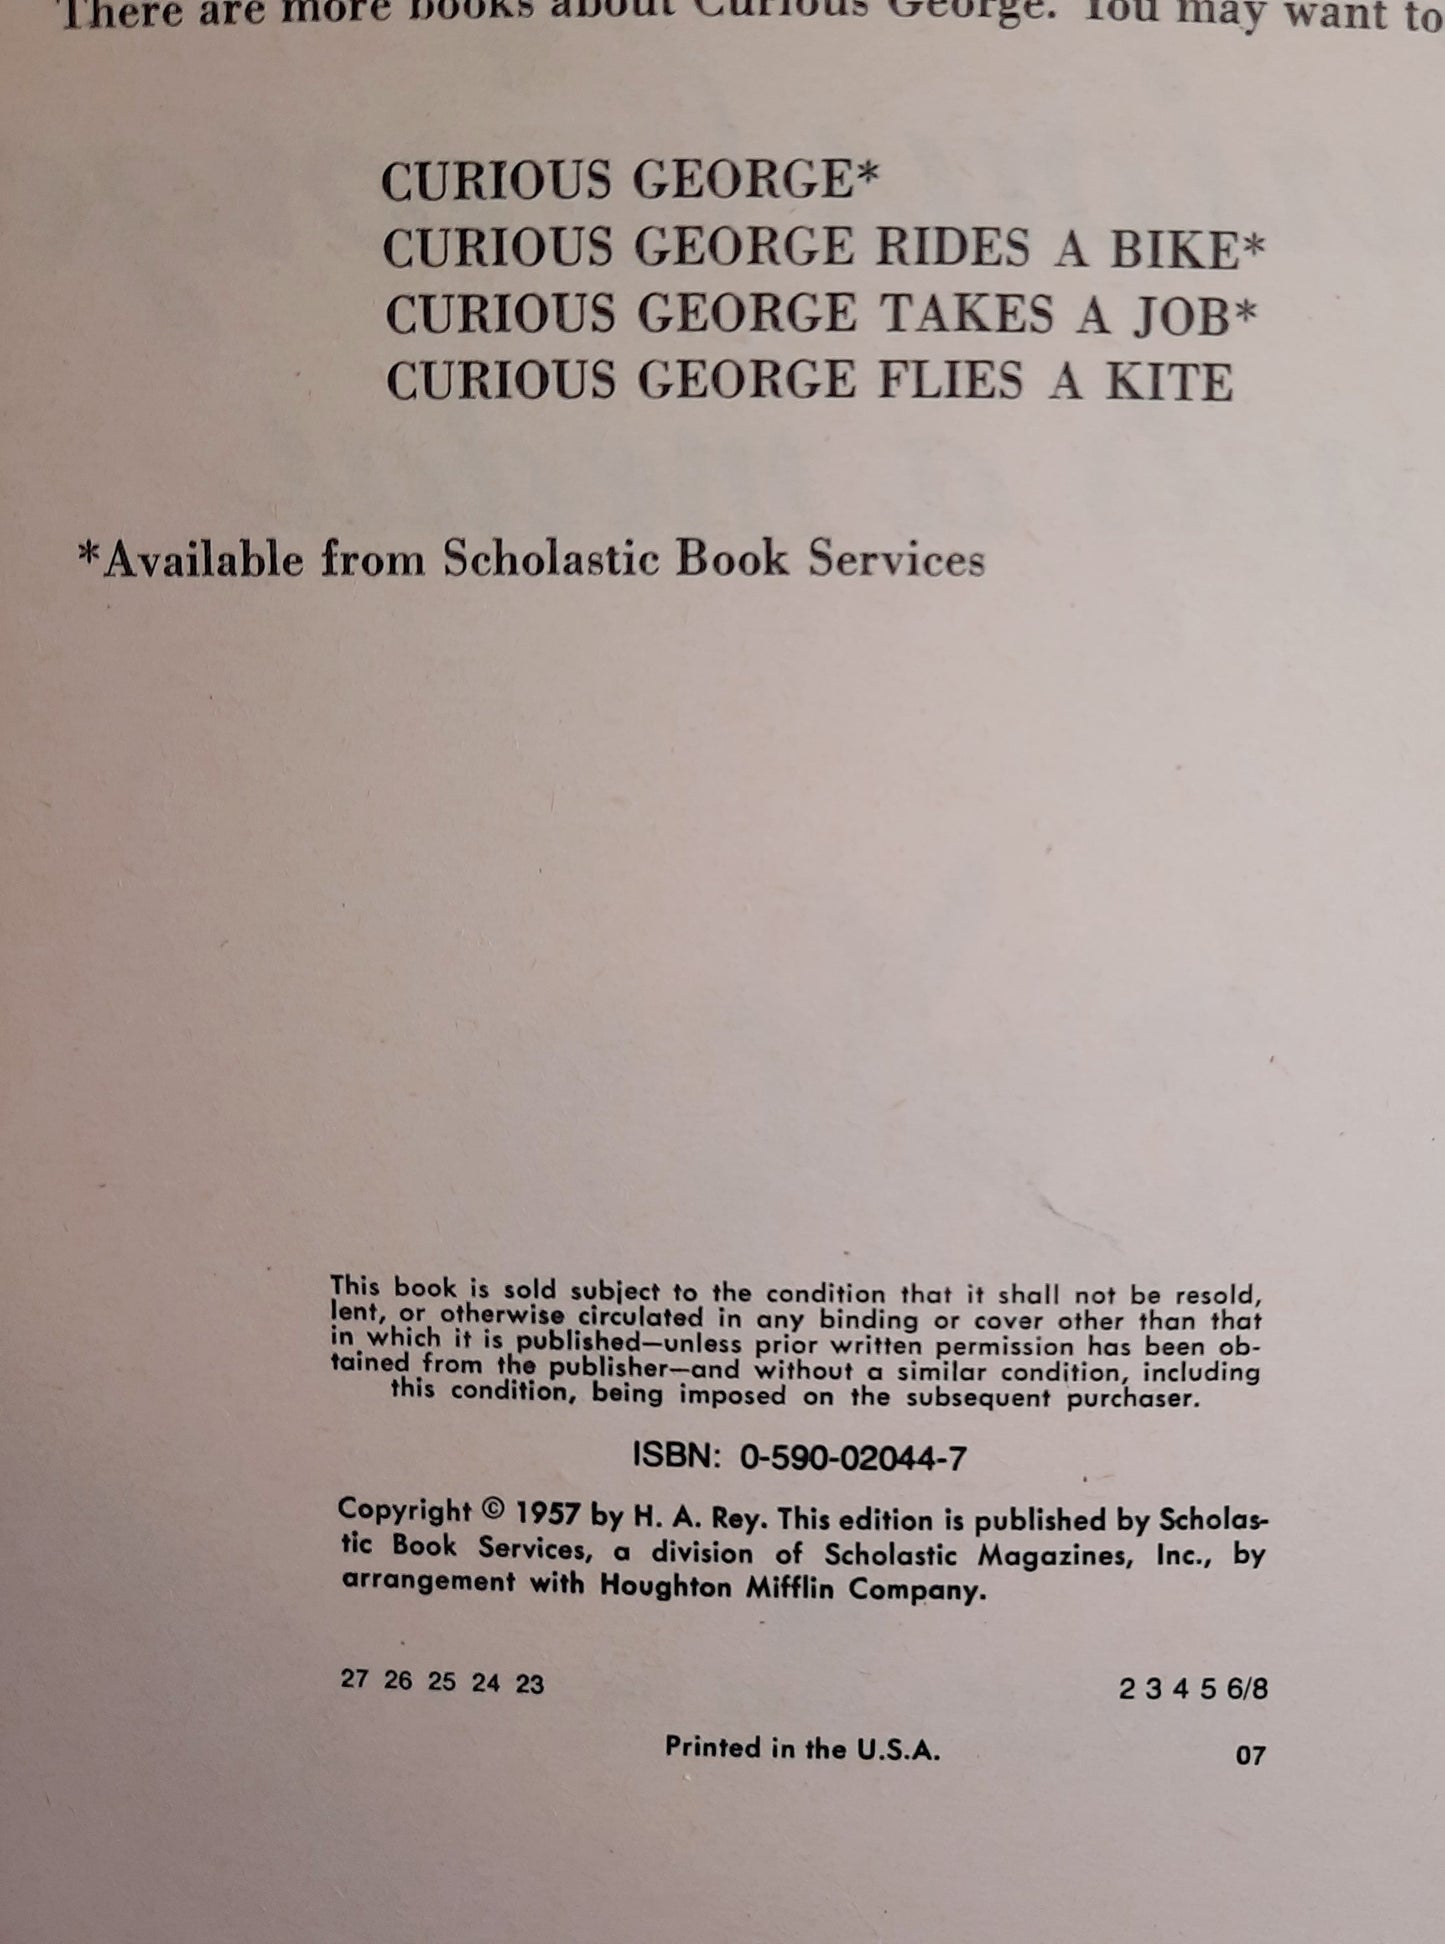 There are more books about Curious George. You may want to
CURIOUS GEORGE*
CURIOUS GEORGE RIDES A BIKE*
CURIOUS GEORGE TAKES A JOB*
CURIOUS GEORGE FLIES A KITE
*Available from Scholastic Book Services
This book is sold subject to the condition that it shall not be resold,
lent, or otherwise circulated in any binding or cover other than that
in which it is published—unless prior written permission has been ob-
tained from the publisher—and without a similar condition, including
this condition, being imposed on the subsequent purchaser.
ISBN: 0-590-02044-7
Copyright © 1957 by H. A. Rey. This edition is published by Scholas-
tic Book Services, a division of Scholastic Magazines, Inc., by
arrangement with Houghton Mifflin Company.
27 26 25 24 23 2 3 4 5 6/8
Printed in the U.S.A. 07